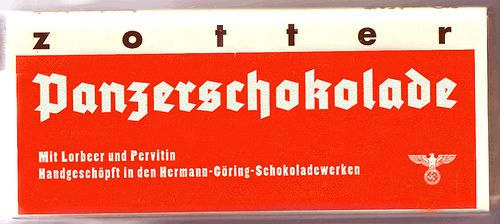 zotter
Panzerschokolade
Mit Lorbeer und Pervitin
Handgeschöpft in den Hermann-Göring-Schokoladewerken